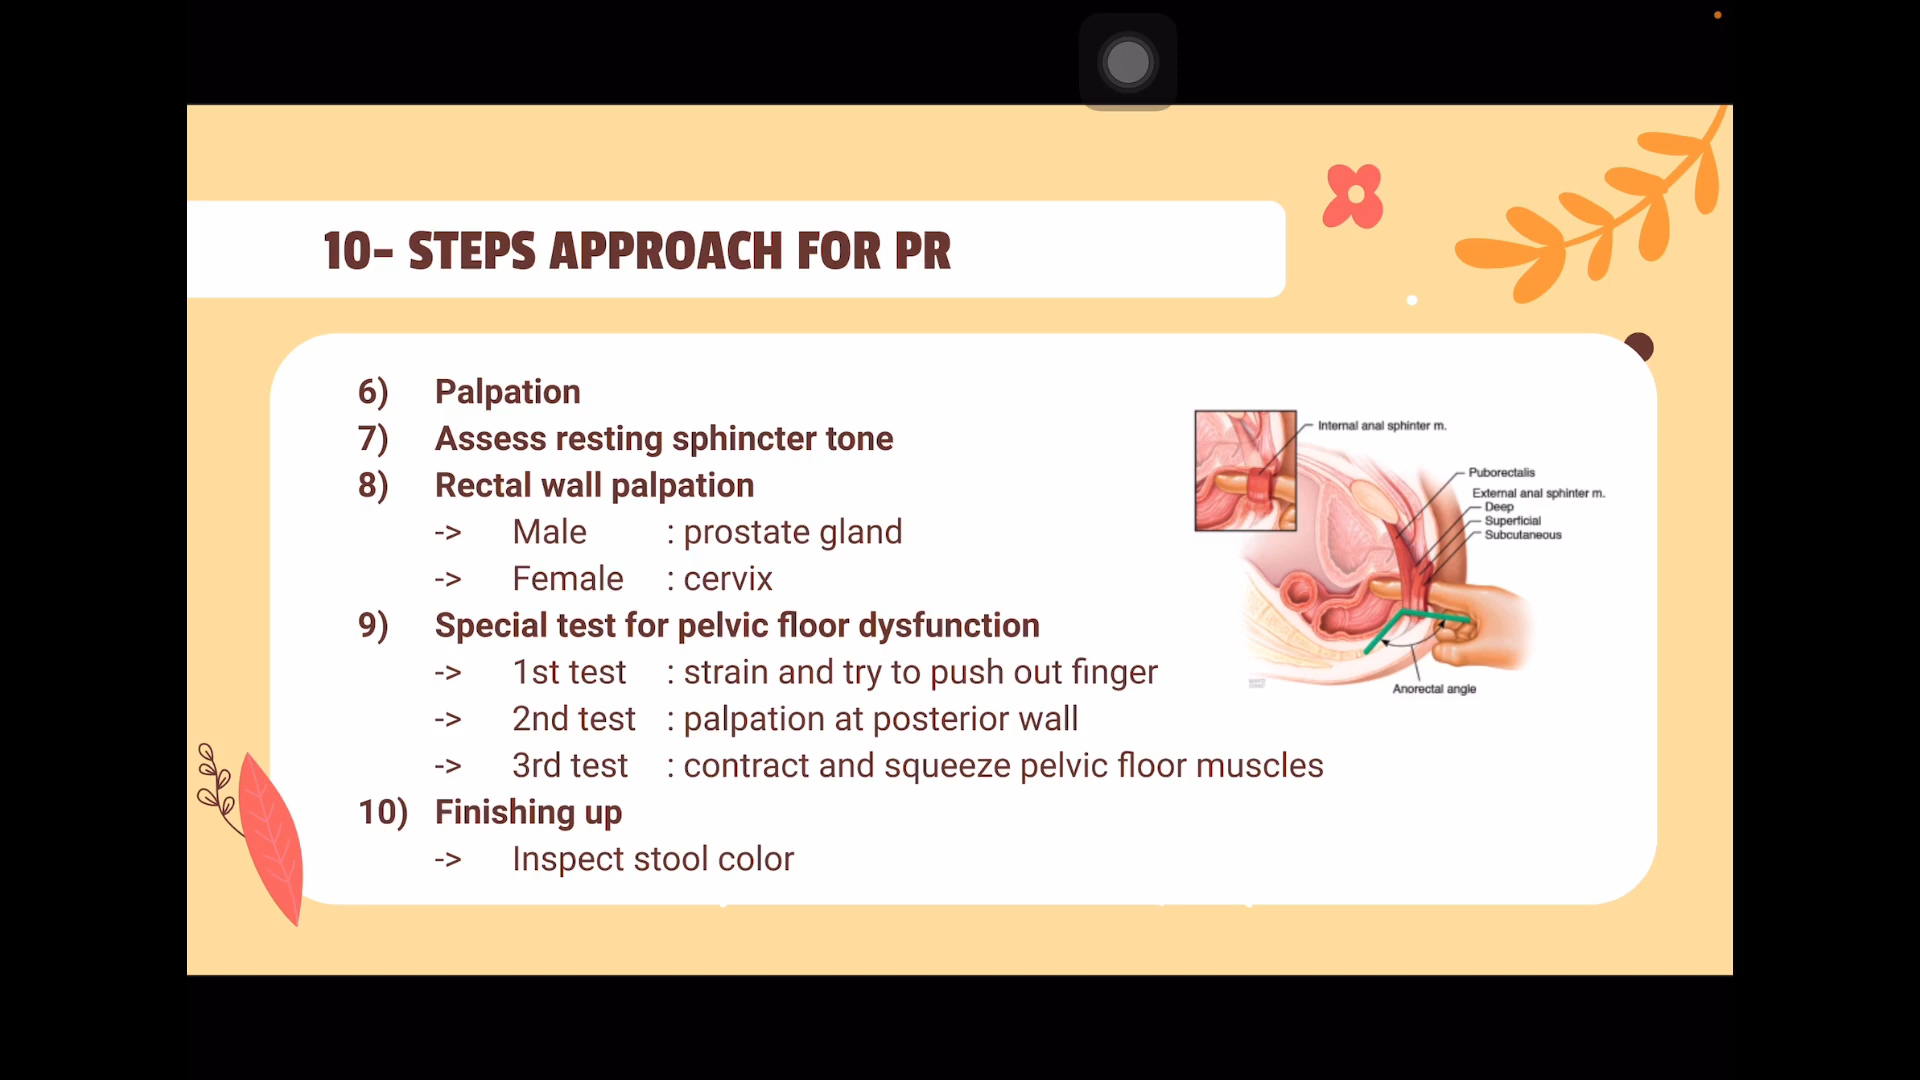 10- STEPS APPROACH FOR PR
6) Palpation
7) Assess resting sphincter tone
8) Rectal wall palpation
-> Male : prostate gland
-> Female : cervix
9) Special test for pelvic floor dysfunction
-> 1st test : strain and try to push out finger
-> 2nd test : palpation at posterior wall
-> 3rd test : contract and squeeze pelvic floor muscles
10) Finishing up
-> Inspect stool color
Internal anal sphinter m.
Puborectalis
External anal sphinter m.
Deep
Superficial
Subcutaneous
Anorectal angle